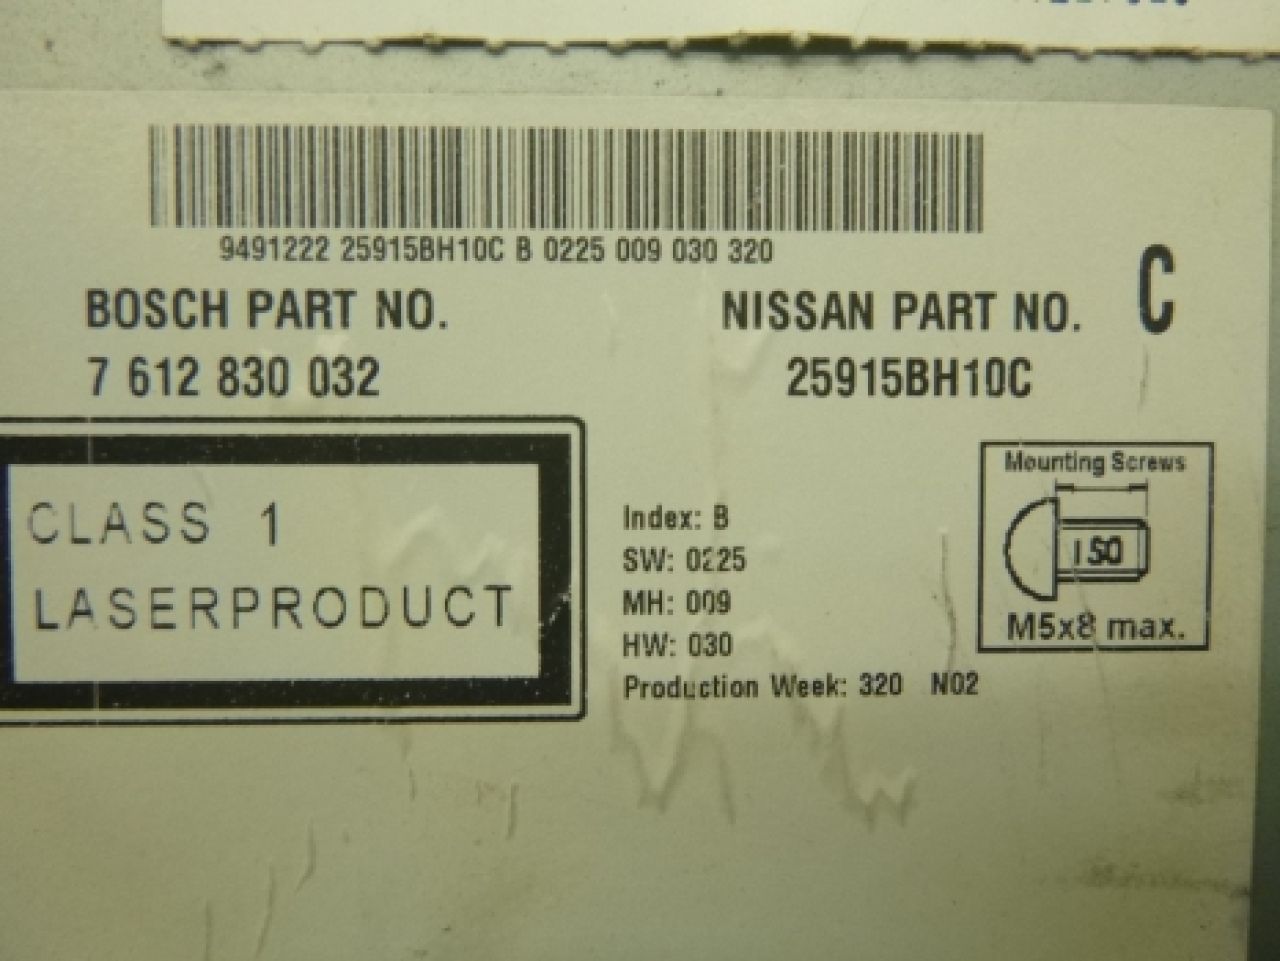 9491222 25915BH10C B 0225 009 030 320
BOSCH PART NO.
7 612 830 032
NISSAN PART NO.
25915BH10C
C
CLASS 1
LASERPRODUCT
Index: B
SW: 0225
MH: 009
HW: 030
Production Week: 320 N02
Mounting Screws
ISO
M5x8 max.